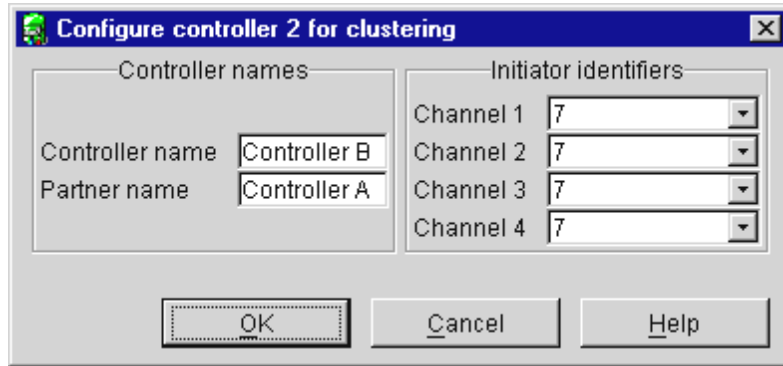 Configure controller 2 for clustering
Controller names
Controller name Controller B
Partner name Controller A
Initiator identifiers
Channel 1 7
Channel 2 7
Channel 3 7
Channel 4 7
OK Cancel Help